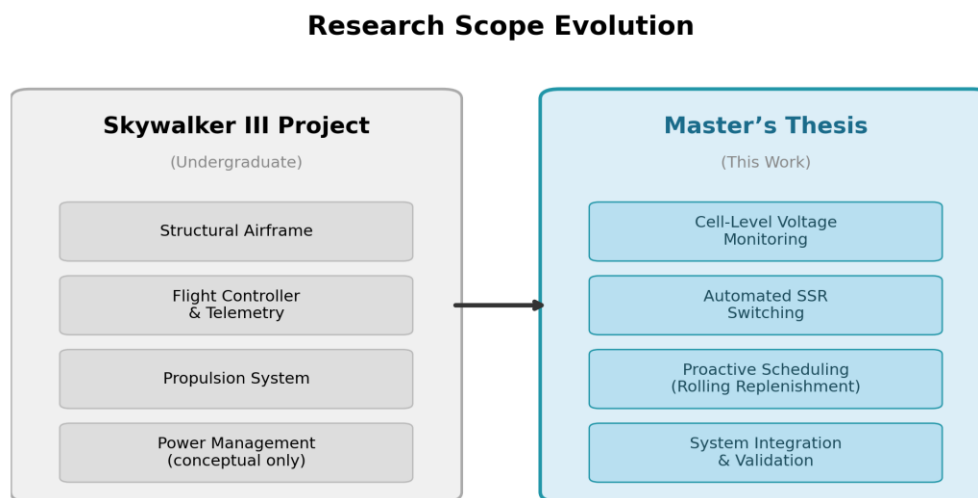 Research Scope Evolution
Skywalker III Project
(Undergraduate)
Structural Airframe
Flight Controller
& Telemetry
Propulsion System
Power Management
(conceptual only)
Master’s Thesis
(This Work)
Cell-Level Voltage
Monitoring
Automated SSR
Switching
Proactive Scheduling
(Rolling Replenishment)
System Integration
& Validation